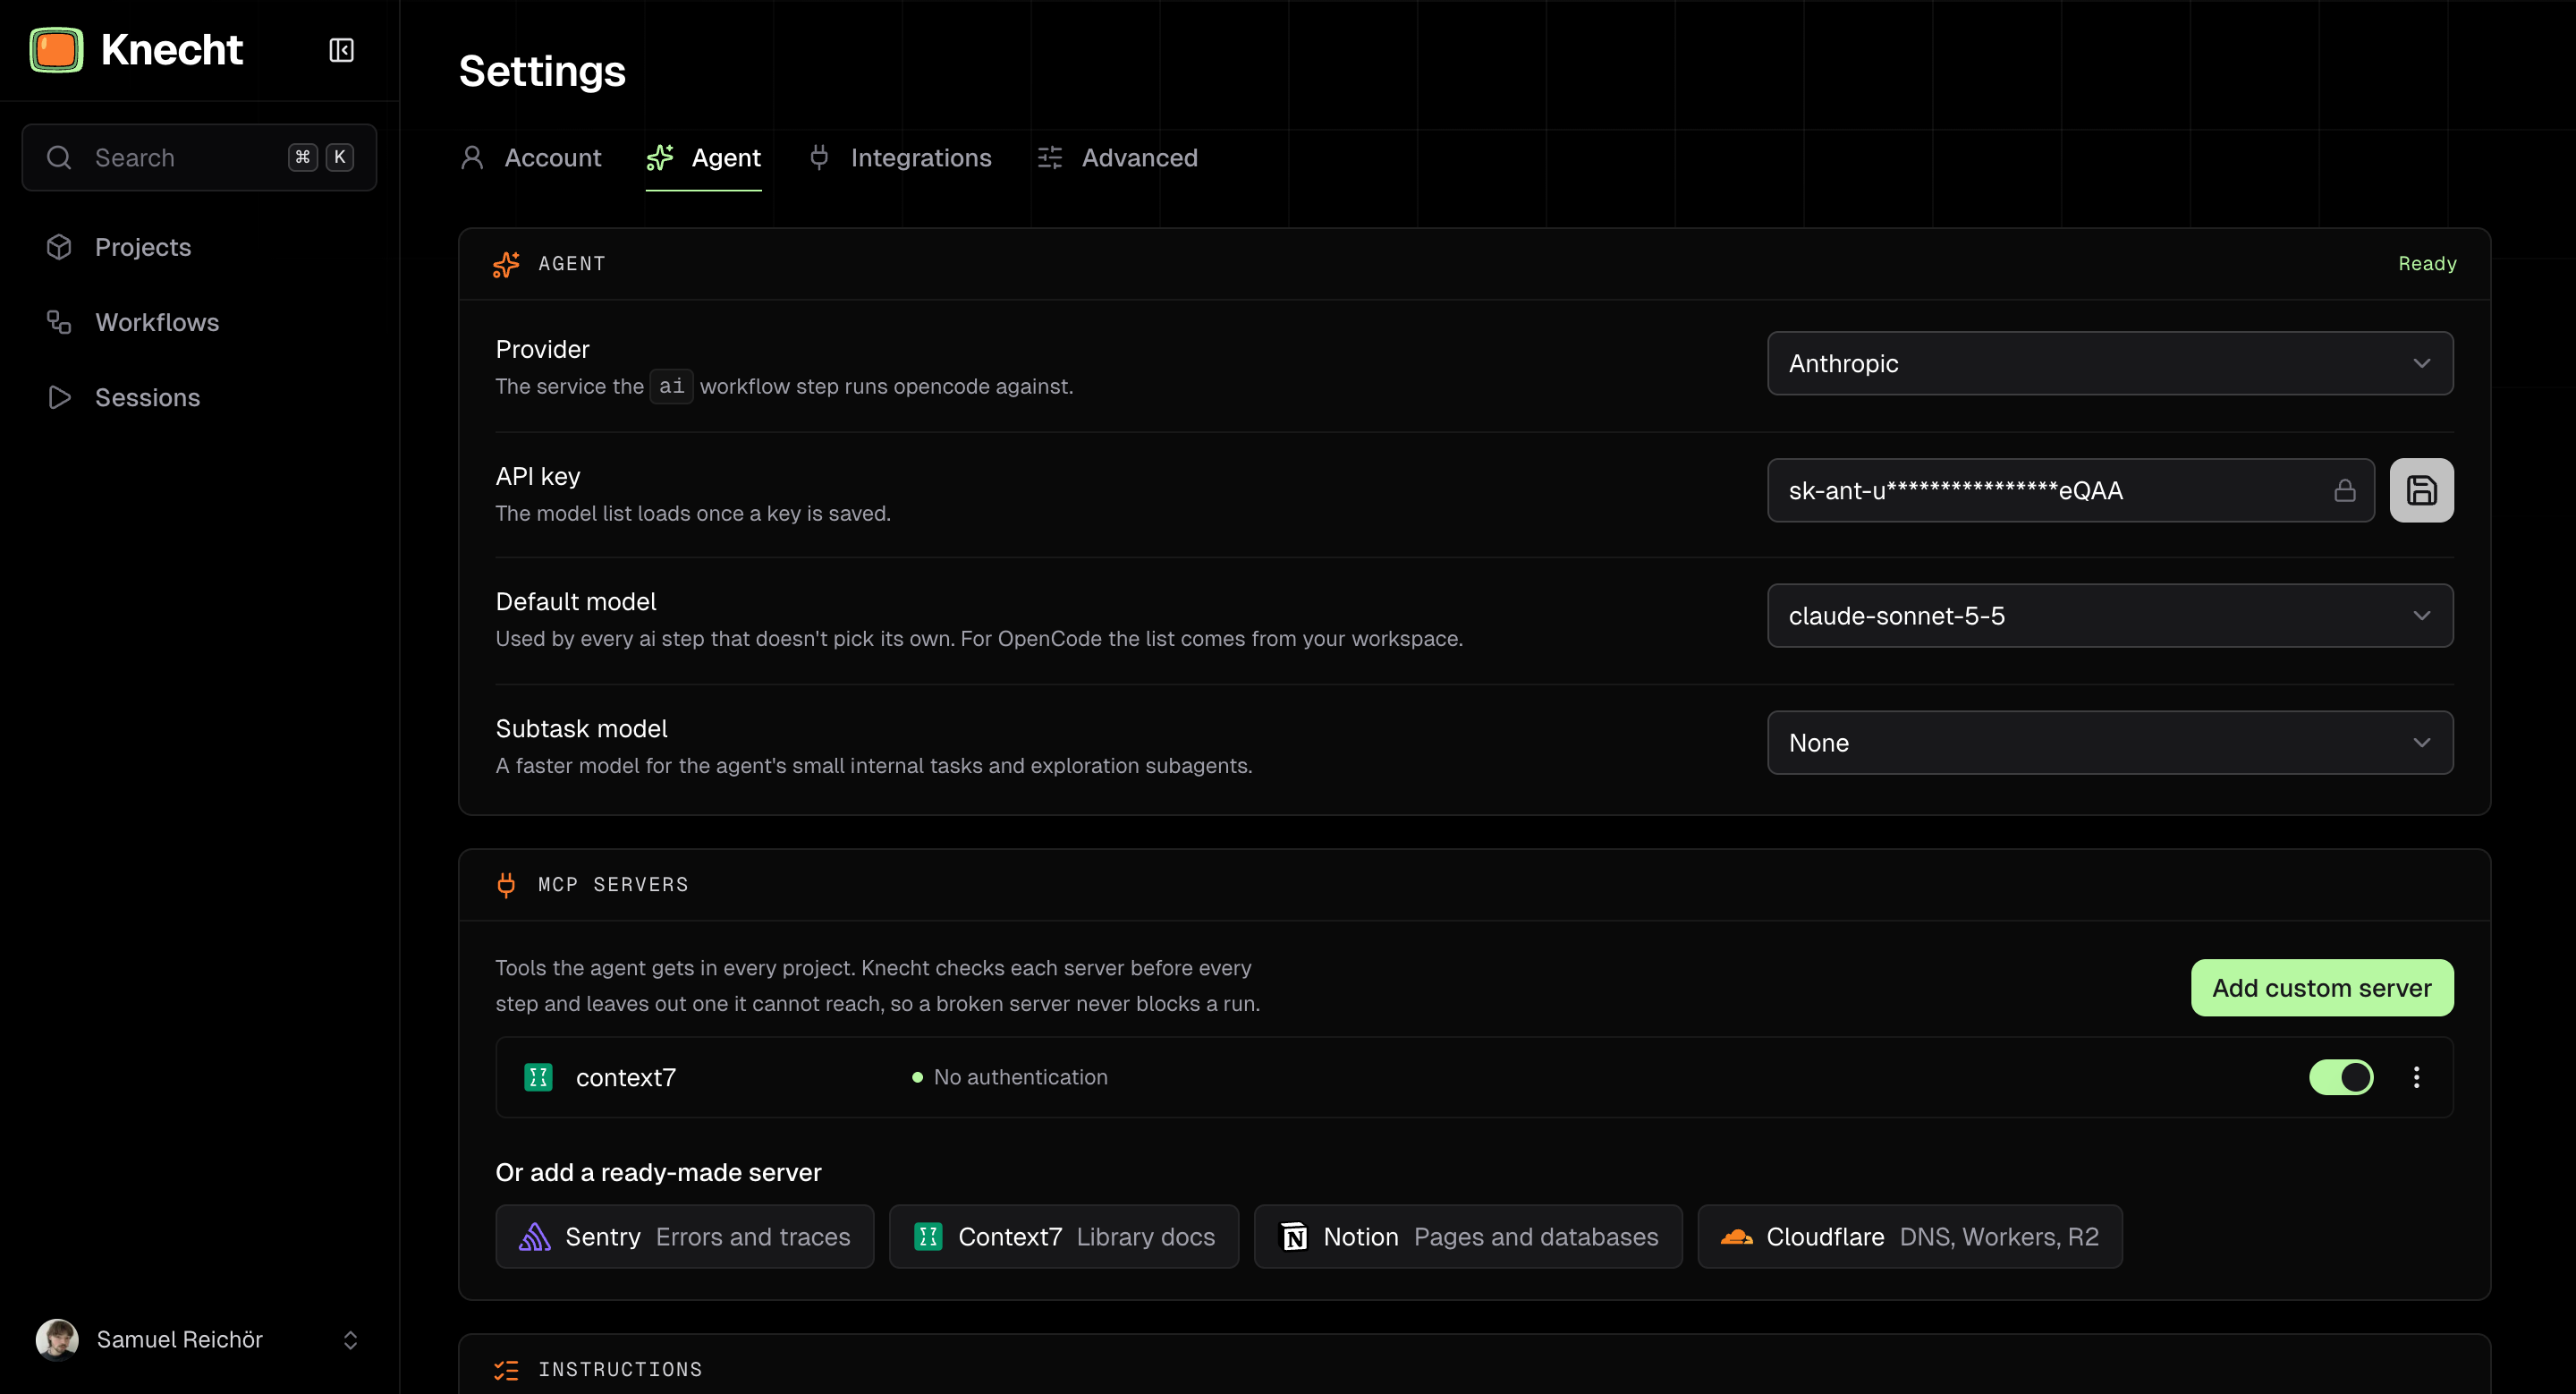 Knecht
Search ⌘ K
Projects
Workflows
Sessions
Samuel Reichör
Settings
Account Agent Integrations Advanced
AGENT Ready
Provider
The service the ai workflow step runs opencode against.
Anthropic
API key
The model list loads once a key is saved.
sk-ant-u****************eQAA
Default model
Used by every ai step that doesn't pick its own. For OpenCode the list comes from your workspace.
claude-sonnet-5-5
Subtask model
A faster model for the agent's small internal tasks and exploration subagents.
None
MCP SERVERS
Tools the agent gets in every project. Knecht checks each server before every
step and leaves out one it cannot reach, so a broken server never blocks a run.
Add custom server
context7 No authentication
Or add a ready-made server
Sentry Errors and traces Context7 Library docs Notion Pages and databases Cloudflare DNS, Workers, R2
INSTRUCTIONS